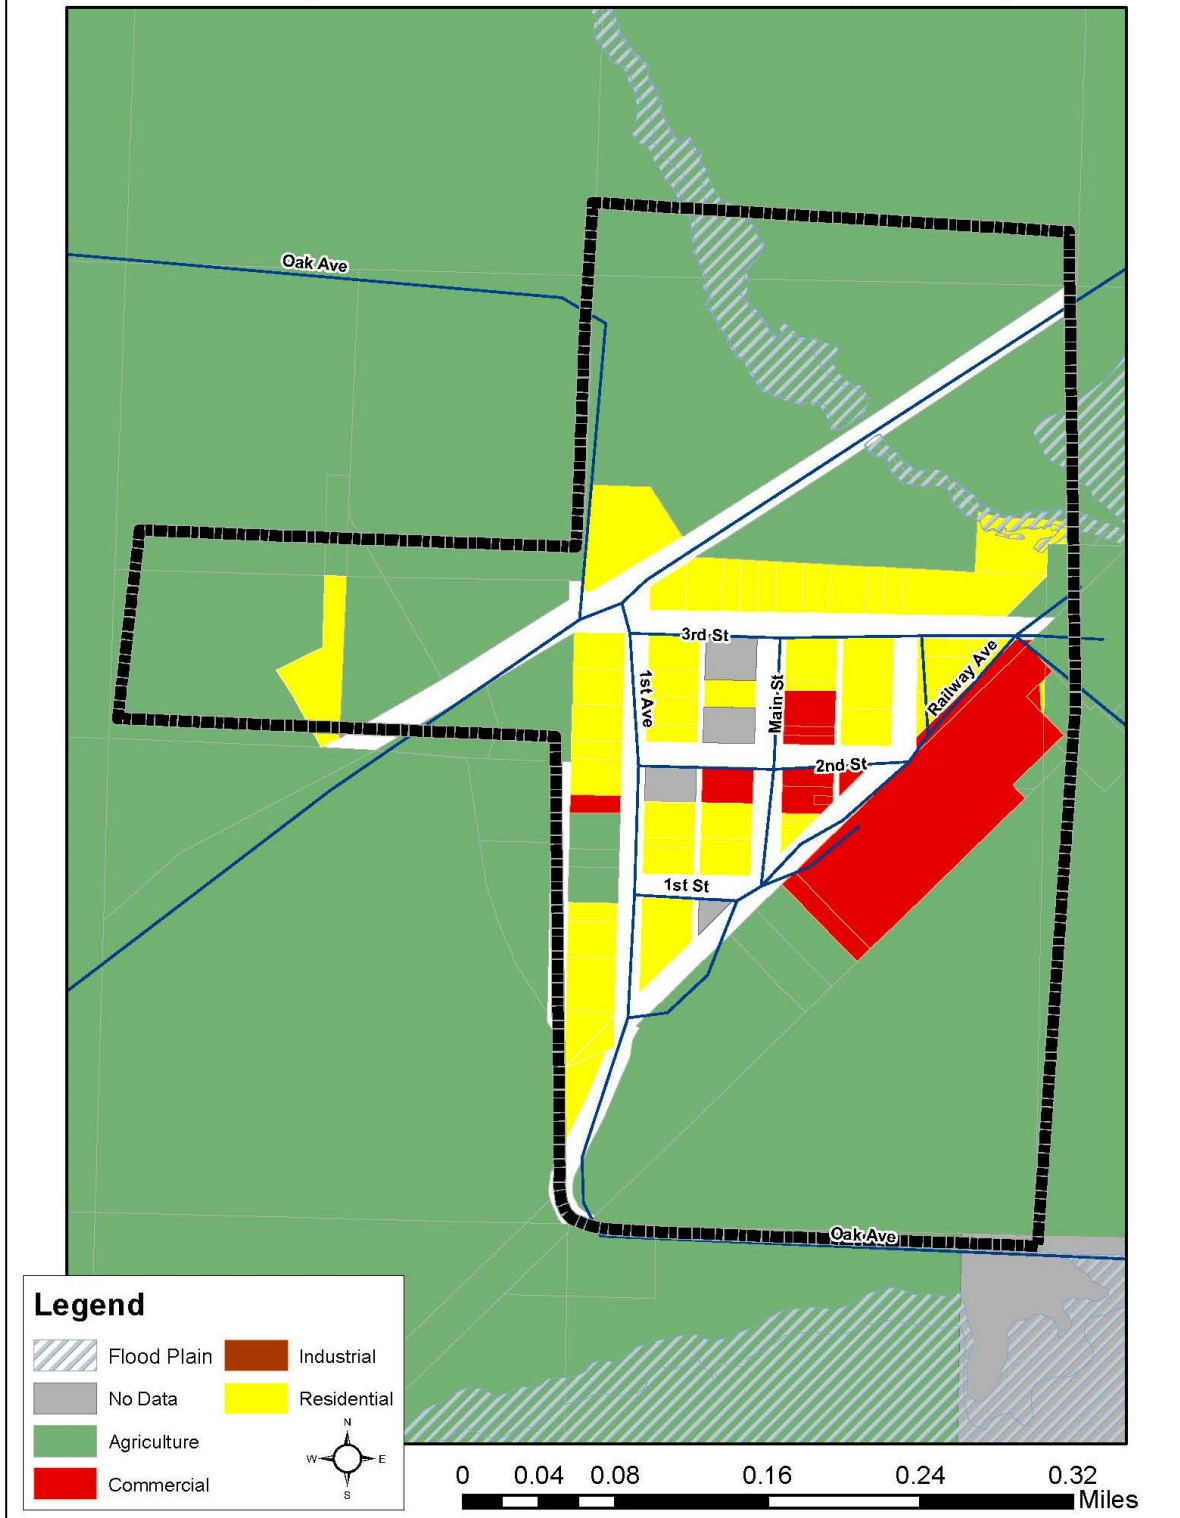 Oak Ave
3rd St
1st Ave
Main St
Railway Ave
2nd St
1st St
Oak Ave
Legend
Flood Plain
Industrial
No Data
Residential
Agriculture
Commercial
N
W
E
S
0 0.04 0.08 0.16 0.24 0.32
Miles